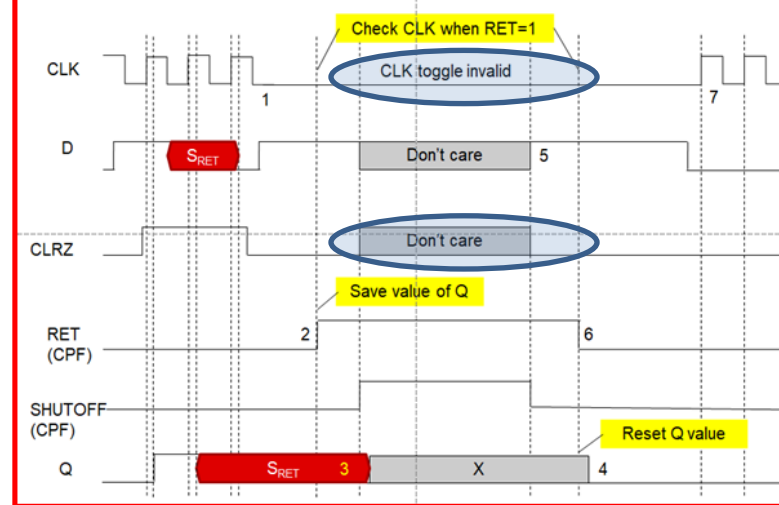 Check CLK when RET=1
CLK
CLK toggle invalid
1
7
D
SRET
Don't care
5
CLRZ
Don't care
Save value of Q
RET
(CPF)
2
6
SHUTOFF
(CPF)
Reset Q value
Q
SRET
3
X
4